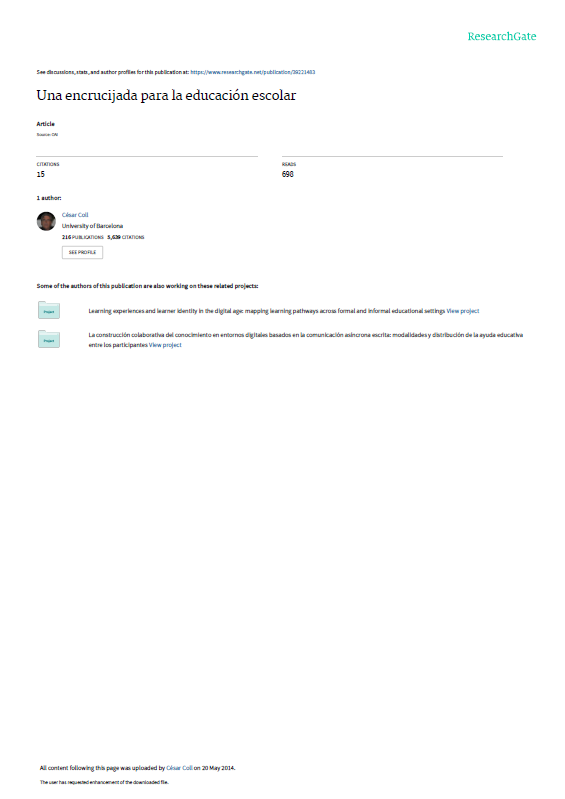 ResearchGate
See discussions, stats, and author profiles for this publication at: https://www.researchgate.net/publication/39221483
Una encrucijada para la educación escolar
Article
Source: OAI
CITATIONS
15
READS
698
1 author:
César Coll
University of Barcelona
216 PUBLICATIONS 5,639 CITATIONS
SEE PROFILE
Some of the authors of this publication are also working on these related projects:
Project
Learning experiences and learner identity in the digital age: mapping learning pathways across formal and informal educational settings View project
Project
La construcción colaborativa del conocimiento en entornos digitales basados en la comunicación asíncrona escrita: modalidades y distribución de la ayuda educativa
entre los participantes View project
All content following this page was uploaded by César Coll on 20 May 2014.
The user has requested enhancement of the downloaded file.